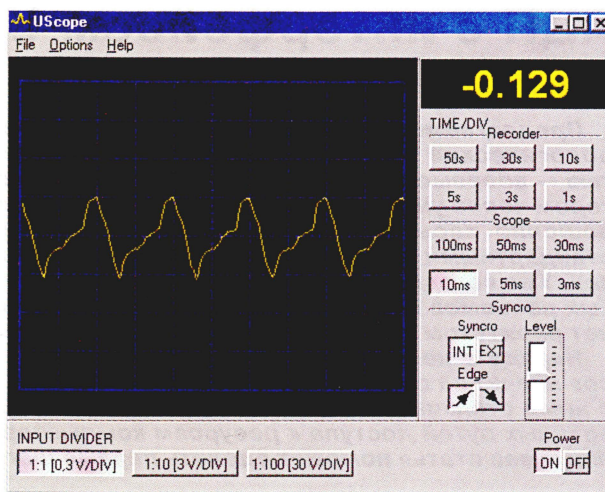 UScope
File Options Help
-0.129
TIME/DIV
Recorder
50s 30s 10s
5s 3s 1s
Scope
100ms 50ms 30ms
10ms 5ms 3ms
Syncro
Syncro Level
INT EXT
Edge
INPUT DIVIDER
1:1 [0,3 V/DIV] 1:10 [3 V/DIV] 1:100 [30 V/DIV]
Power
ON OFF